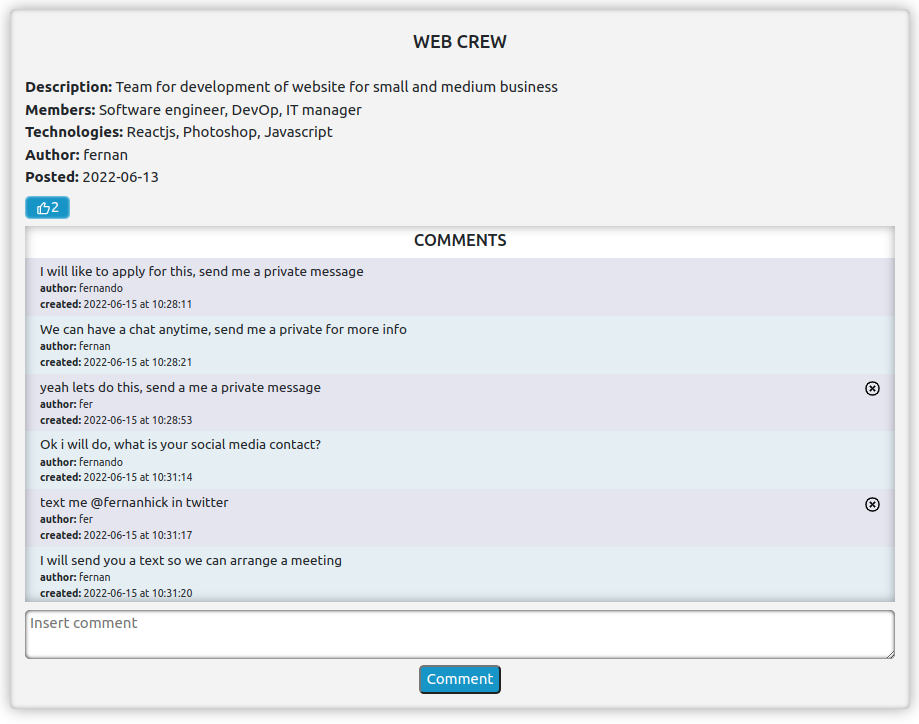 WEB CREW
Description: Team for development of website for small and medium business
Members: Software engineer, DevOp, IT manager
Technologies: Reactjs, Photoshop, Javascript
Author: fernan
Posted: 2022-06-13
2
COMMENTS
I will like to apply for this, send me a private message
author: fernando
created: 2022-06-15 at 10:28:11
We can have a chat anytime, send me a private for more info
author: fernan
created: 2022-06-15 at 10:28:21
yeah lets do this, send a me a private message
author: fer
created: 2022-06-15 at 10:28:53
Ok i will do, what is your social media contact?
author: fernando
created: 2022-06-15 at 10:31:14
text me @fernanhick in twitter
author: fer
created: 2022-06-15 at 10:31:17
I will send you a text so we can arrange a meeting
author: fernan
created: 2022-06-15 at 10:31:20
Insert comment
Comment